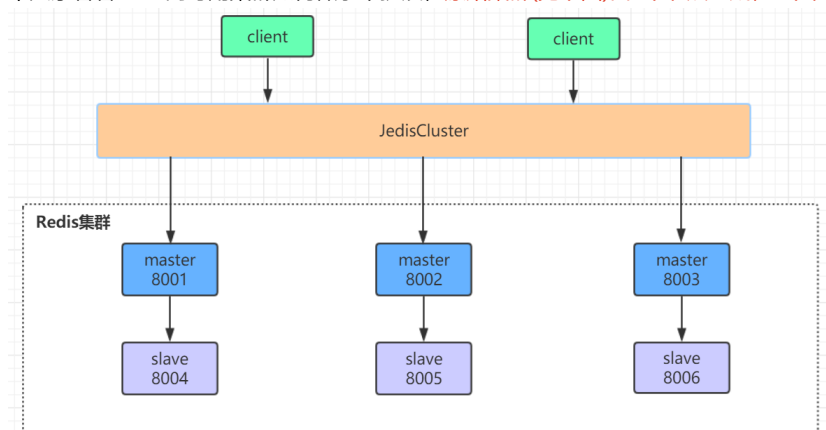 client
client
JedisCluster
Redis集群
master
8001
master
8002
master
8003
slave
8004
slave
8005
slave
8006